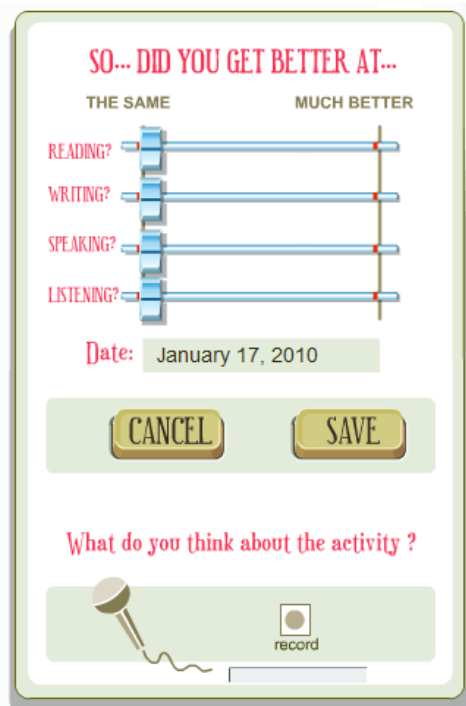 SO... DID YOU GET BETTER AT...
THE SAME MUCH BETTER
READING?
WRITING?
SPEAKING?
LISTENING?
Date: January 17, 2010
CANCEL SAVE
What do you think about the activity ?
record